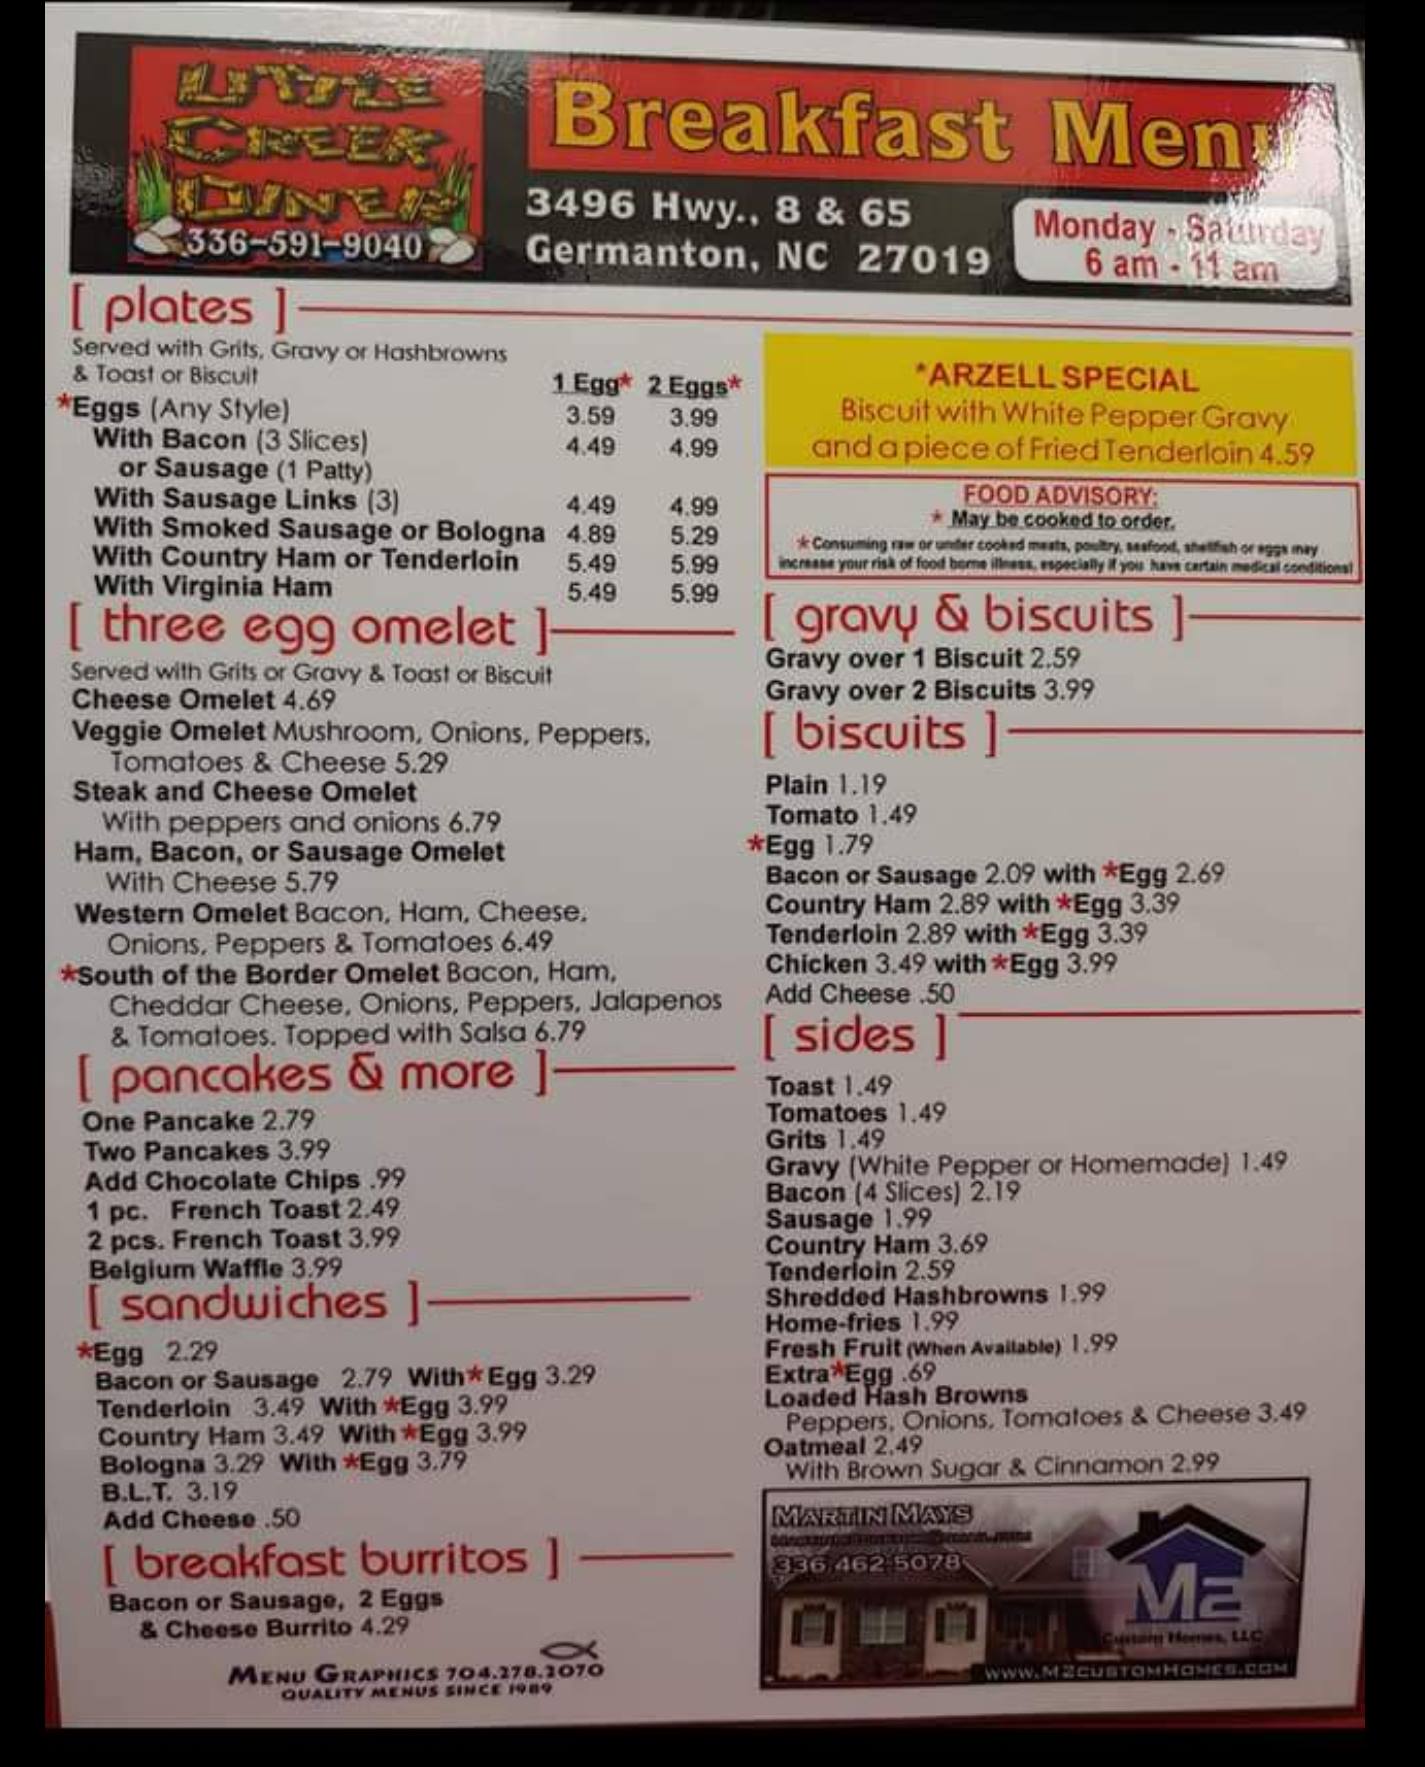 LITTLE
CREEK
DINER
336-591-9040
Breakfast Menu
3496 Hwy., 8 & 65
Germanton, NC 27019
Monday - Saturday
6 am - 11 am
[ plates ]
Served with Grits, Gravy or Hashbrowns
& Toast or Biscuit
1 Egg* 2 Eggs*
*Eggs (Any Style) 3.59 3.99
With Bacon (3 Slices) 4.49 4.99
or Sausage (1 Patty)
With Sausage Links (3) 4.49 4.99
With Smoked Sausage or Bologna 4.89 5.29
With Country Ham or Tenderloin 5.49 5.99
With Virginia Ham 5.49 5.99
[ three egg omelet ]
Served with Grits or Gravy & Toast or Biscuit
Cheese Omelet 4.69
Veggie Omelet Mushroom, Onions, Peppers,
Tomatoes & Cheese 5.29
Steak and Cheese Omelet
With peppers and onions 6.79
Ham, Bacon, or Sausage Omelet
With Cheese 5.79
Western Omelet Bacon, Ham, Cheese,
Onions, Peppers & Tomatoes 6.49
*South of the Border Omelet Bacon, Ham,
Cheddar Cheese, Onions, Peppers, Jalapenos
& Tomatoes. Topped with Salsa 6.79
[ pancakes & more ]
One Pancake 2.79
Two Pancakes 3.99
Add Chocolate Chips .99
1 pc. French Toast 2.49
2 pcs. French Toast 3.99
Belgium Waffle 3.99
[ sandwiches ]
*Egg 2.29
Bacon or Sausage 2.79 With *Egg 3.29
Tenderloin 3.49 With *Egg 3.99
Country Ham 3.49 With *Egg 3.99
Bologna 3.29 With *Egg 3.79
B.L.T. 3.19
Add Cheese .50
[ breakfast burritos ]
Bacon or Sausage, 2 Eggs
& Cheese Burrito 4.29
MENU GRAPHICS 704.278.2070
QUALITY MENUS SINCE 1989
*ARZELL SPECIAL
Biscuit with White Pepper Gravy
and a piece of Fried Tenderloin 4.59
FOOD ADVISORY:
* May be cooked to order.
*Consuming raw or under cooked meats, poultry, seafood, shellfish or eggs may
increase your risk of food borne illness, especially if you have certain medical conditions!
[ gravy & biscuits ]
Gravy over 1 Biscuit 2.59
Gravy over 2 Biscuits 3.99
[ biscuits ]
Plain 1.19
Tomato 1.49
*Egg 1.79
Bacon or Sausage 2.09 with *Egg 2.69
Country Ham 2.89 with *Egg 3.39
Tenderloin 2.89 with *Egg 3.39
Chicken 3.49 with *Egg 3.99
Add Cheese .50
[ sides ]
Toast 1.49
Tomatoes 1.49
Grits 1.49
Gravy (White Pepper or Homemade) 1.49
Bacon (4 Slices) 2.19
Sausage 1.99
Country Ham 3.69
Tenderloin 2.59
Shredded Hashbrowns 1.99
Home-fries 1.99
Fresh Fruit (When Available) 1.99
Extra *Egg .69
Loaded Hash Browns
Peppers, Onions, Tomatoes & Cheese 3.49
Oatmeal 2.49
With Brown Sugar & Cinnamon 2.99
MARTIN MAYS
336.462.5078
M2
Custom Homes, LLC
WWW.M2CUSTOMHOMES.COM